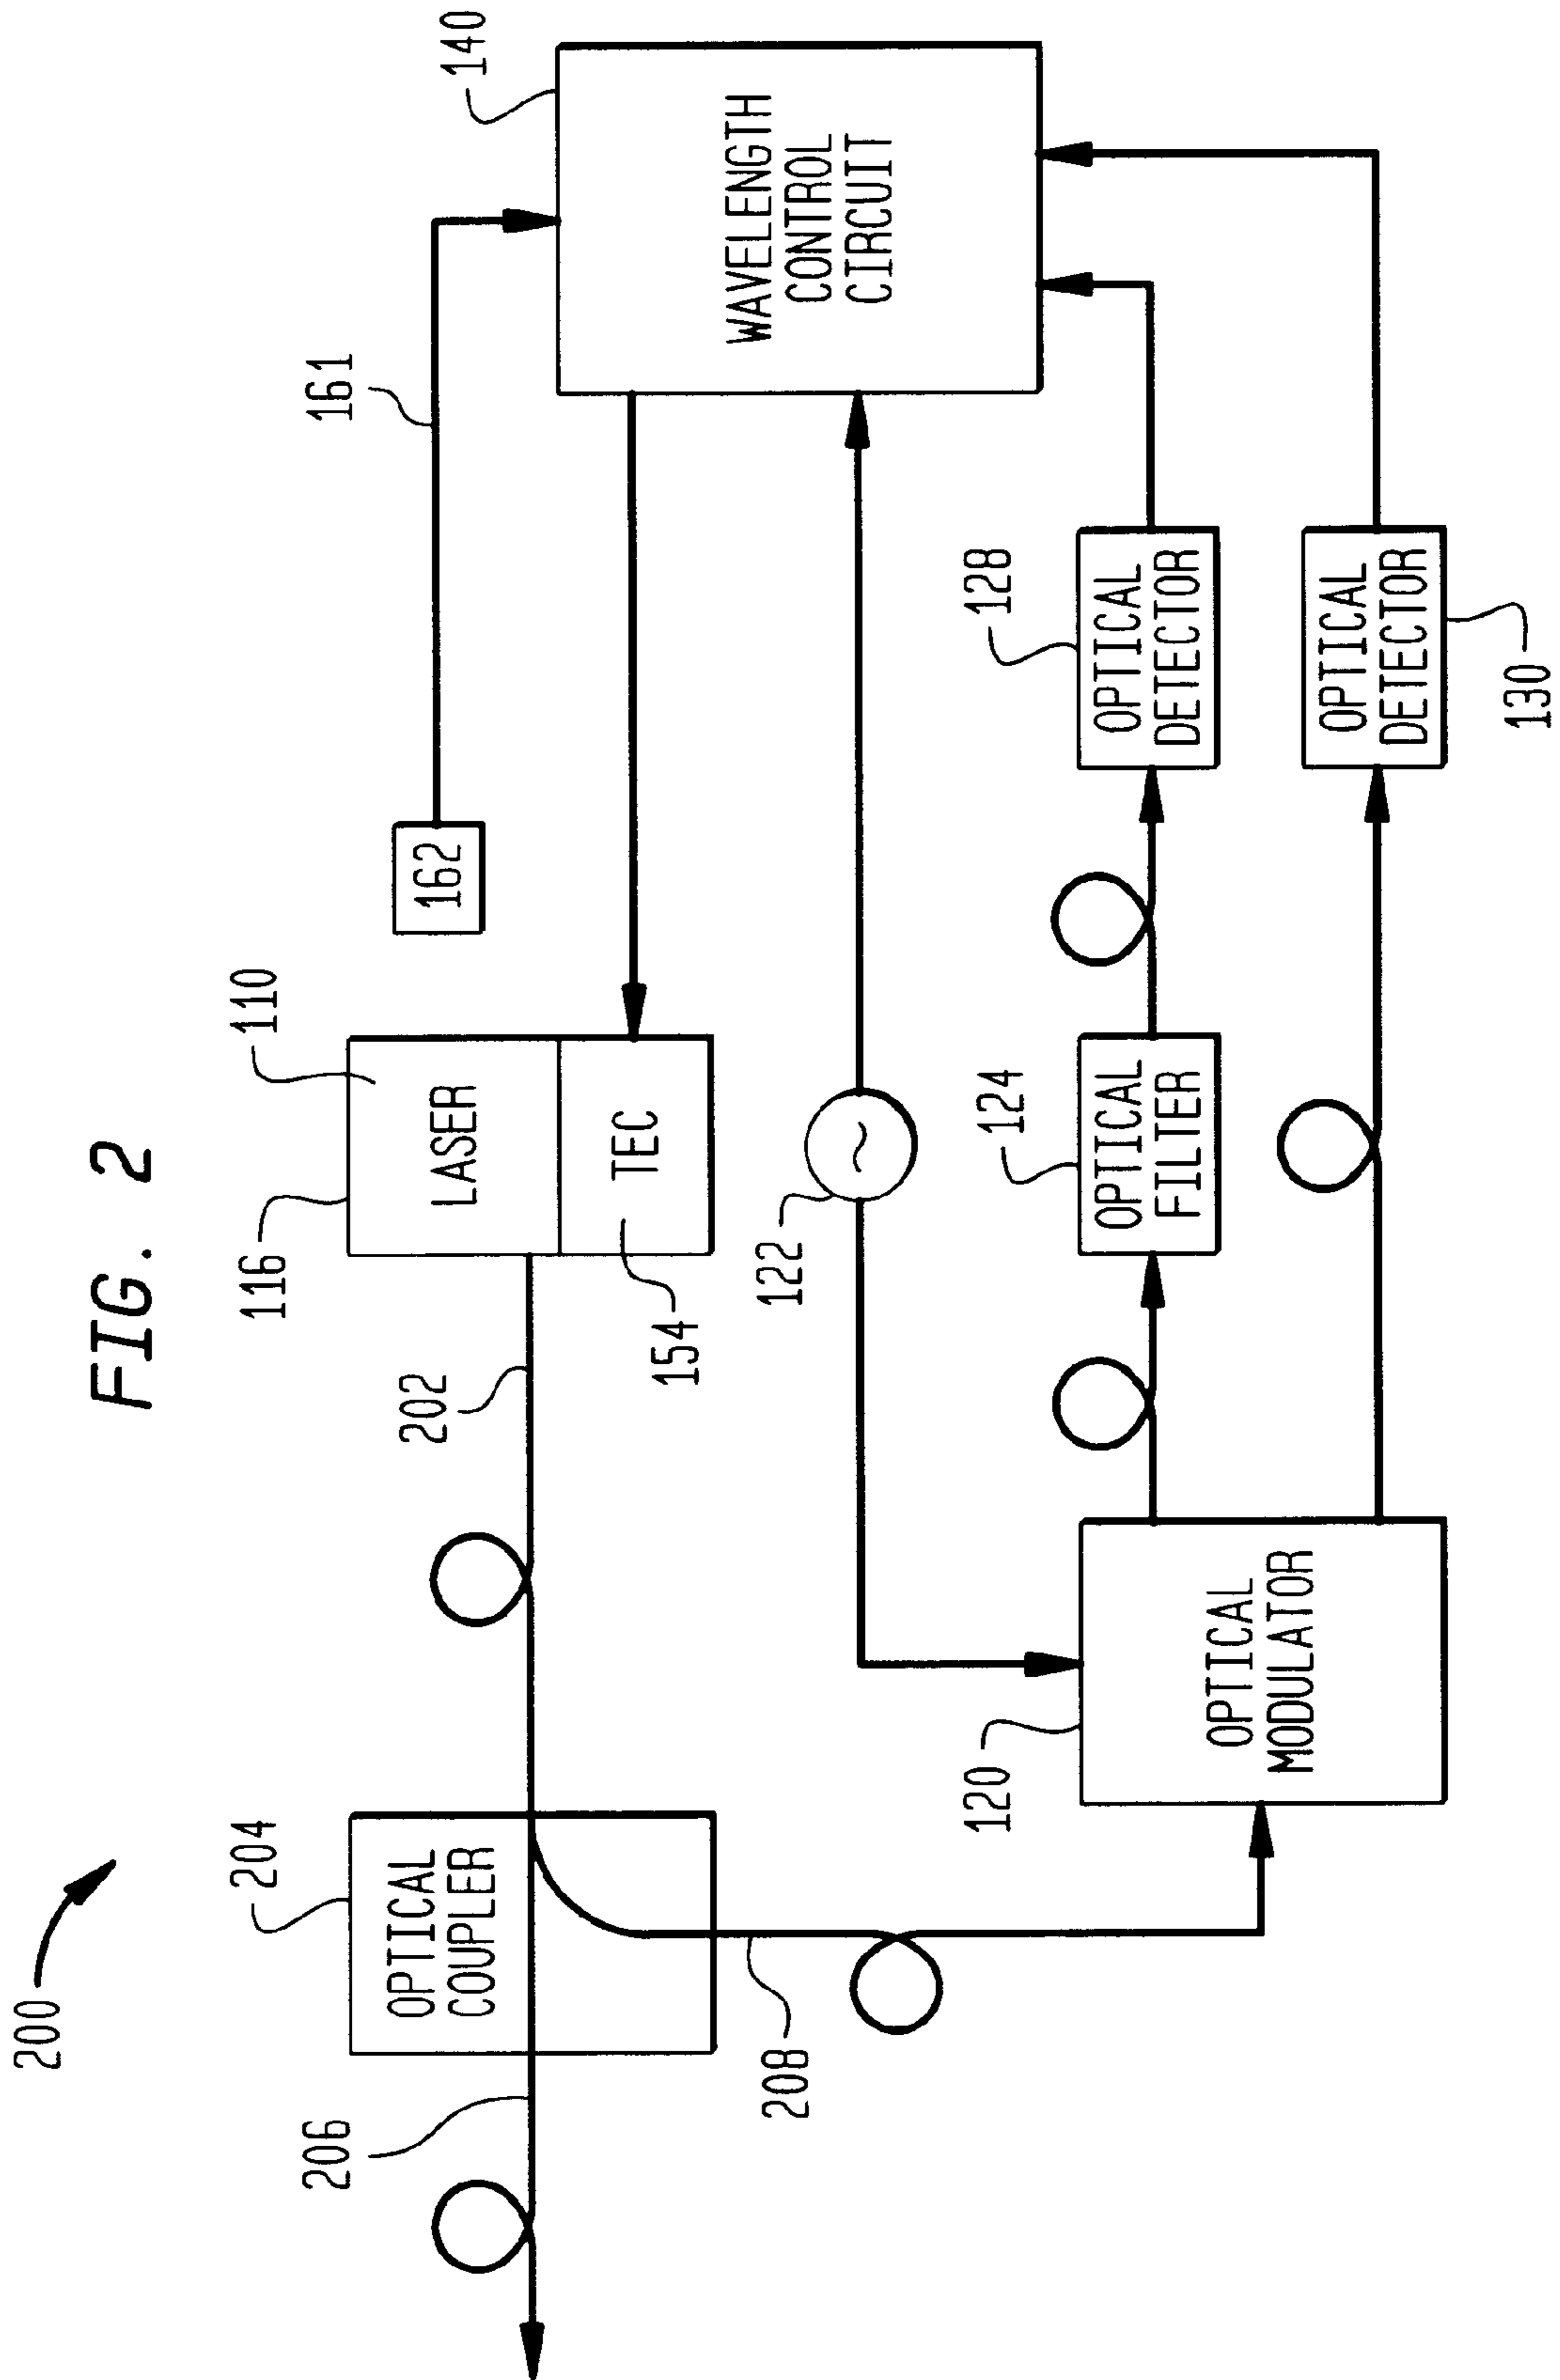 FIG. 2
200
204
OPTICAL
COUPLER
206
208
202
116
110
LASER
TEC
154
162
161
140
WAVELENGTH
CONTROL
CIRCUIT
122
~
120
OPTICAL
MODULATOR
124
OPTICAL
FILTER
128
OPTICAL
DETECTOR
OPTICAL
DETECTOR
130